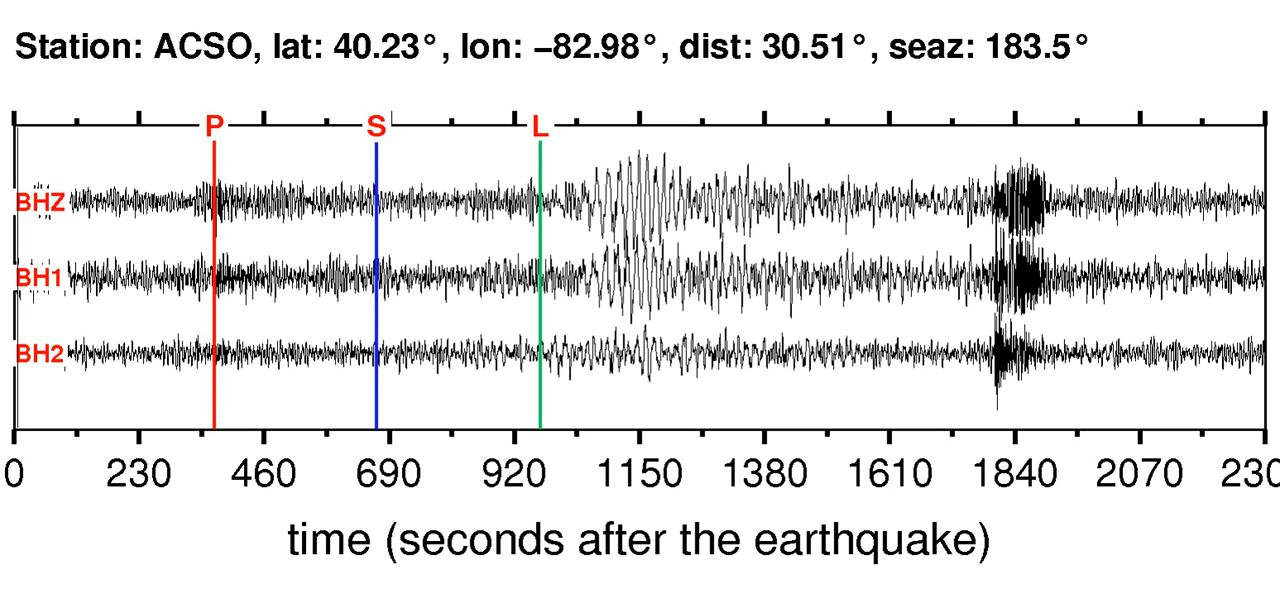 Station: ACSO, lat: 40.23°, lon: −82.98°, dist: 30.51°, seaz: 183.5°
P S L
BHZ
BH1
BH2
0 230 460 690 920 1150 1380 1610 1840 2070 230
time (seconds after the earthquake)